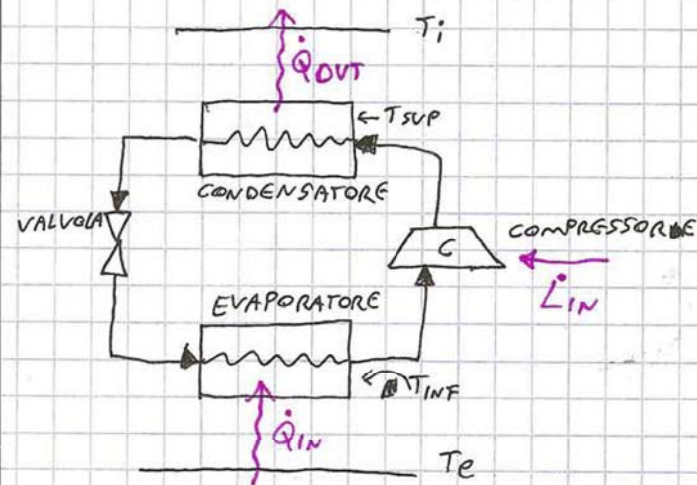 Ti
Q̇OUT
←TSUP
CONDENSATORE
VALVOLA
C
COMPRESSORE
L̇IN
EVAPORATORE
TINF
Q̇IN
Te